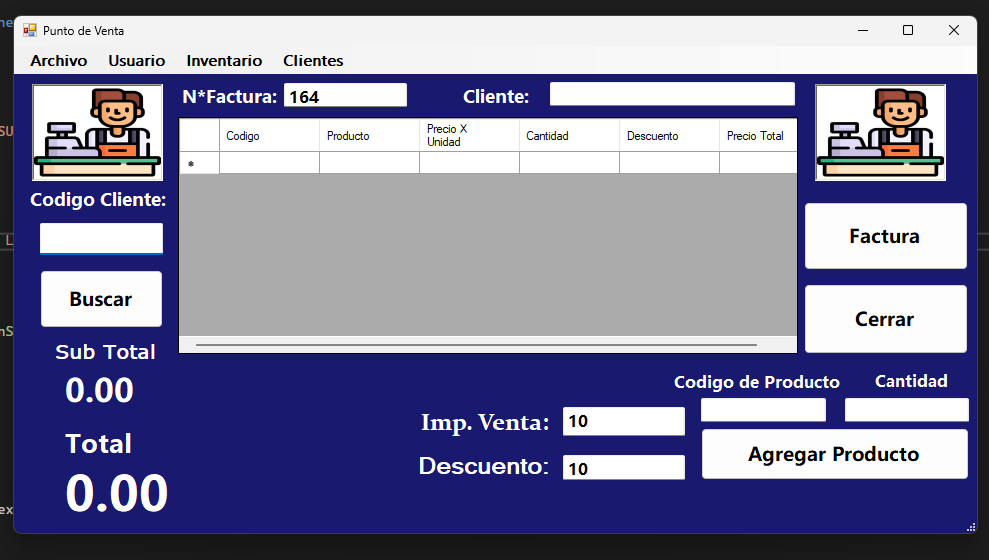 Punto de Venta
Archivo Usuario Inventario Clientes
N*Factura: 164 Cliente:
Codigo Producto Precio X Unidad Cantidad Descuento Precio Total
Codigo Cliente:
Buscar
Factura
Cerrar
Sub Total
0.00
Total
0.00
Imp. Venta: 10
Descuento: 10
Codigo de Producto Cantidad
Agregar Producto